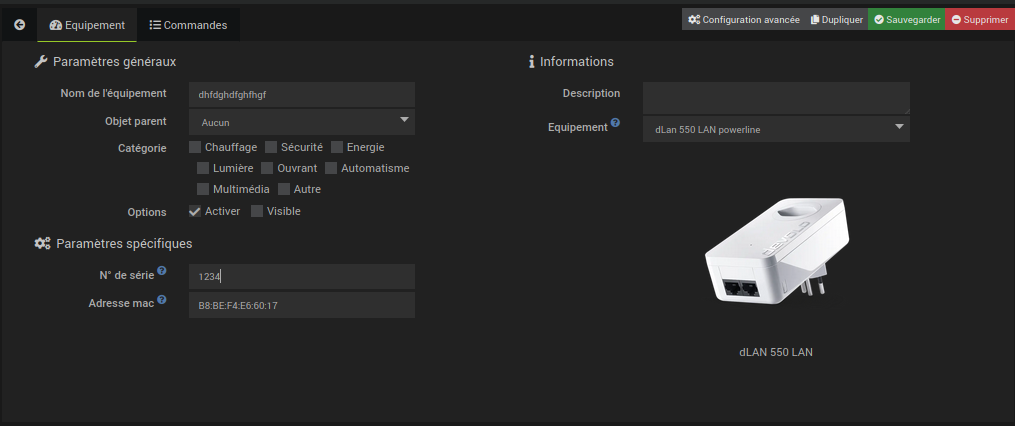 Equipement
Commandes
Configuration avancée
Dupliquer
Sauvegarder
Supprimer
Paramètres généraux
Nom de l'équipement
dhfdghdfghfhgf
Objet parent
Aucun
Catégorie
Chauffage
Sécurité
Energie
Lumière
Ouvrant
Automatisme
Multimédia
Autre
Options
Activer
Visible
Paramètres spécifiques
N° de série ?
1234
Adresse mac ?
B8:BE:F4:E6:60:17
Informations
Description
Equipement ?
dLan 550 LAN powerline
devolo
dLAN 550 LAN